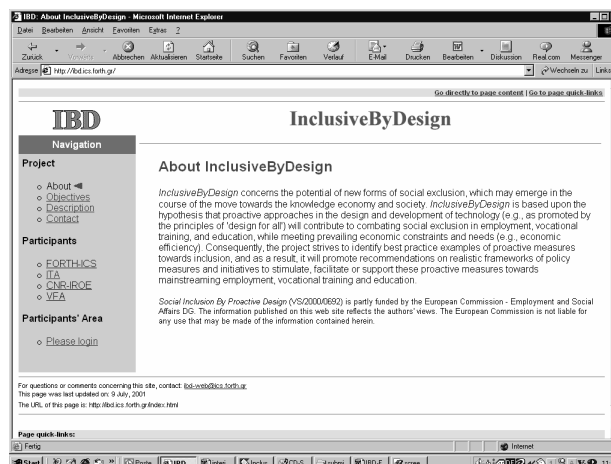 IBD: About InclusiveByDesign - Microsoft Internet Explorer
Datei Bearbeiten Ansicht Favoriten Extras ?
Zurück Vorwärts Abbrechen Aktualisieren Startseite Suchen Favoriten Verlauf E-Mail Drucken Bearbeiten Diskussion Real.com Messenger
Adresse http://ibd.ics.forth.gr/ Wechseln zu Links
Go directly to page content | Go to page quick-links
IBD
InclusiveByDesign
Navigation
Project
About
Objectives
Description
Contact
Participants
FORTH-ICS
ITA
CNR-IROE
VFA
Participants' Area
Please login
About InclusiveByDesign
InclusiveByDesign concerns the potential of new forms of social exclusion, which may emerge in the
course of the move towards the knowledge economy and society. InclusiveByDesign is based upon the
hypothesis that proactive approaches in the design and development of technology (e.g., as promoted by
the principles of 'design for all') will contribute to combating social exclusion in employment, vocational
training, and education, while meeting prevailing economic constraints and needs (e.g., economic
efficiency). Consequently, the project strives to identify best practice examples of proactive measures
towards inclusion, and as a result, it will promote recommendations on realistic frameworks of policy
measures and initiatives to stimulate, facilitate or support these proactive measures towards
mainstreaming employment, vocational training and education.
Social Inclusion By Proactive Design (VS/2000/0692) is partly funded by the European Commission - Employment and Social
Affairs DG. The information published on this web site reflects the authors' views. The European Commission is not liable for
any use that may be made of the information contained herein.
For questions or comments concerning this site, contact: ibd-web@ics.forth.gr
This page was last updated on: 9 July, 2001
The URL of this page is: http://ibd.ics.forth.gr/index.html
Page quick-links:
Fertig Internet
Start Poste IBD interi Inclus CD-S submi IBD-F scree